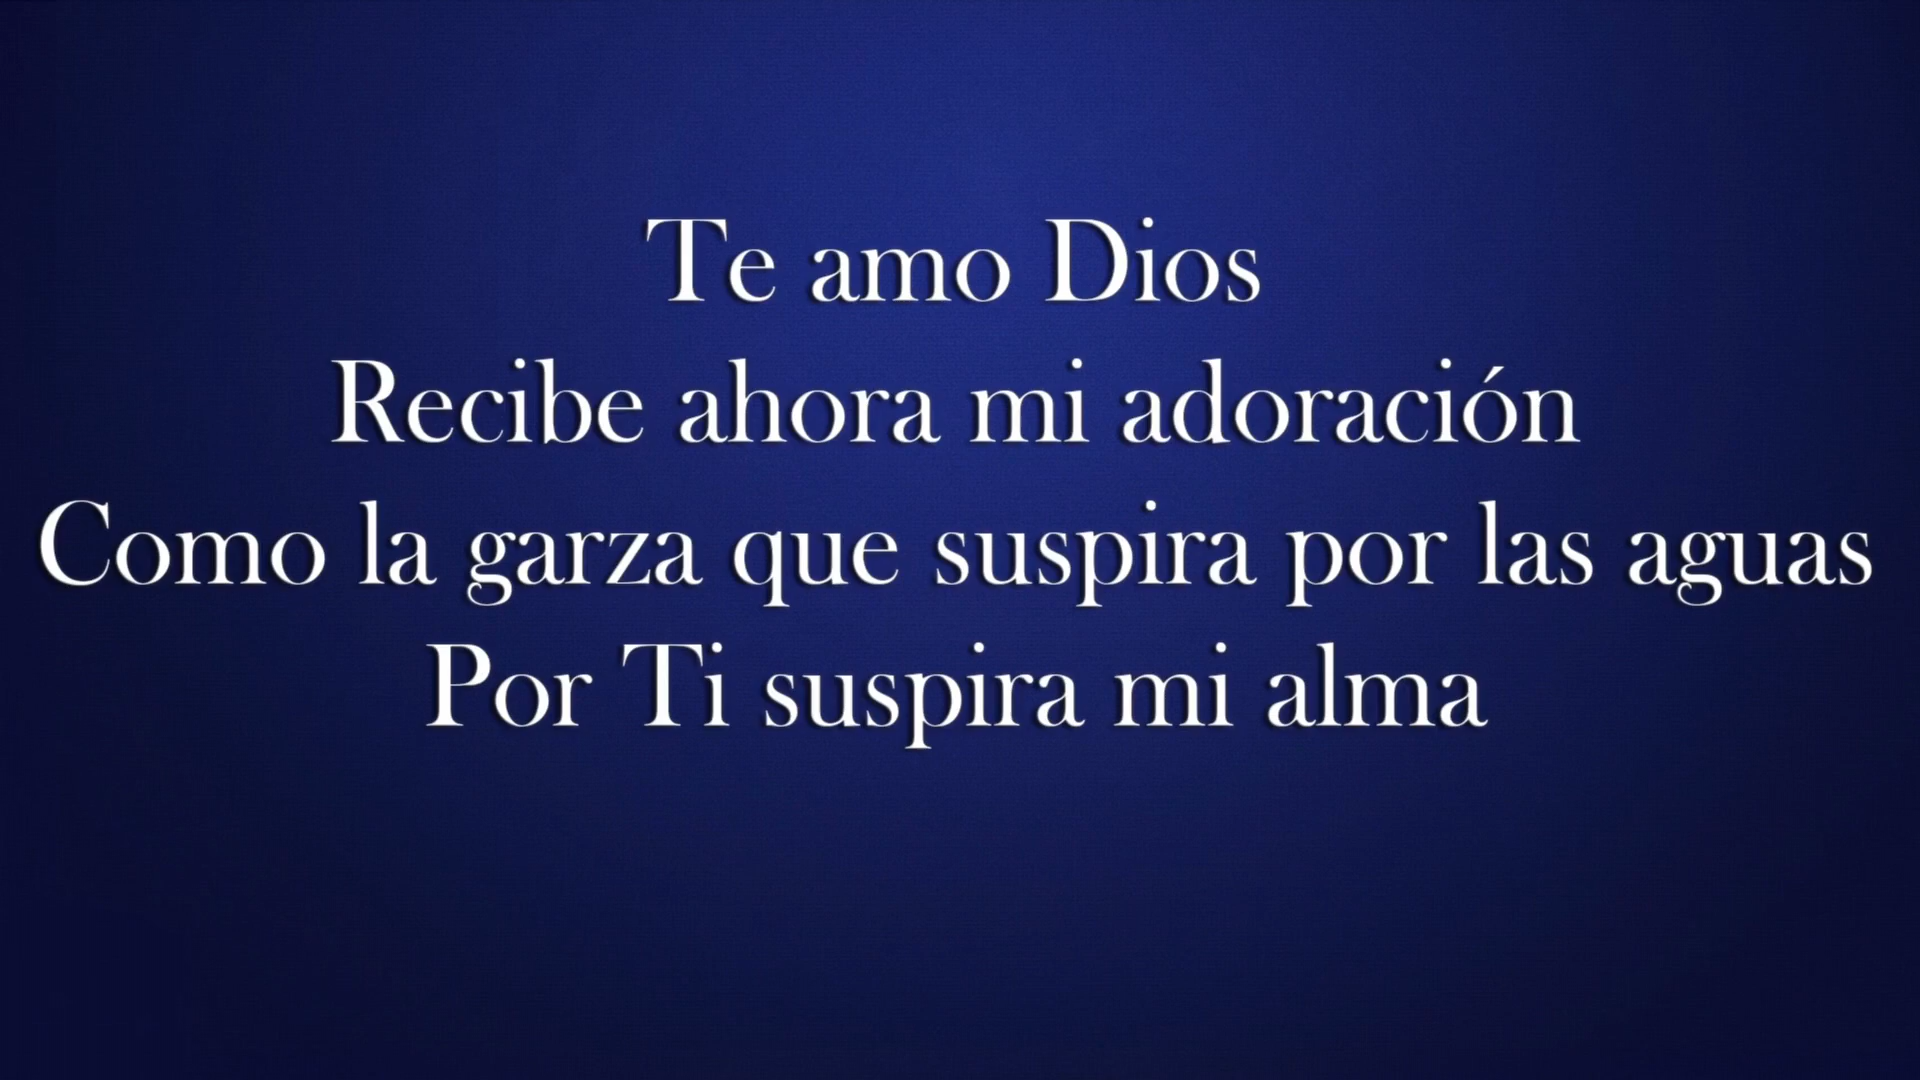 Te amo Dios
Recibe ahora mi adoración
Como la garza que suspira por las aguas
Por Ti suspira mi alma